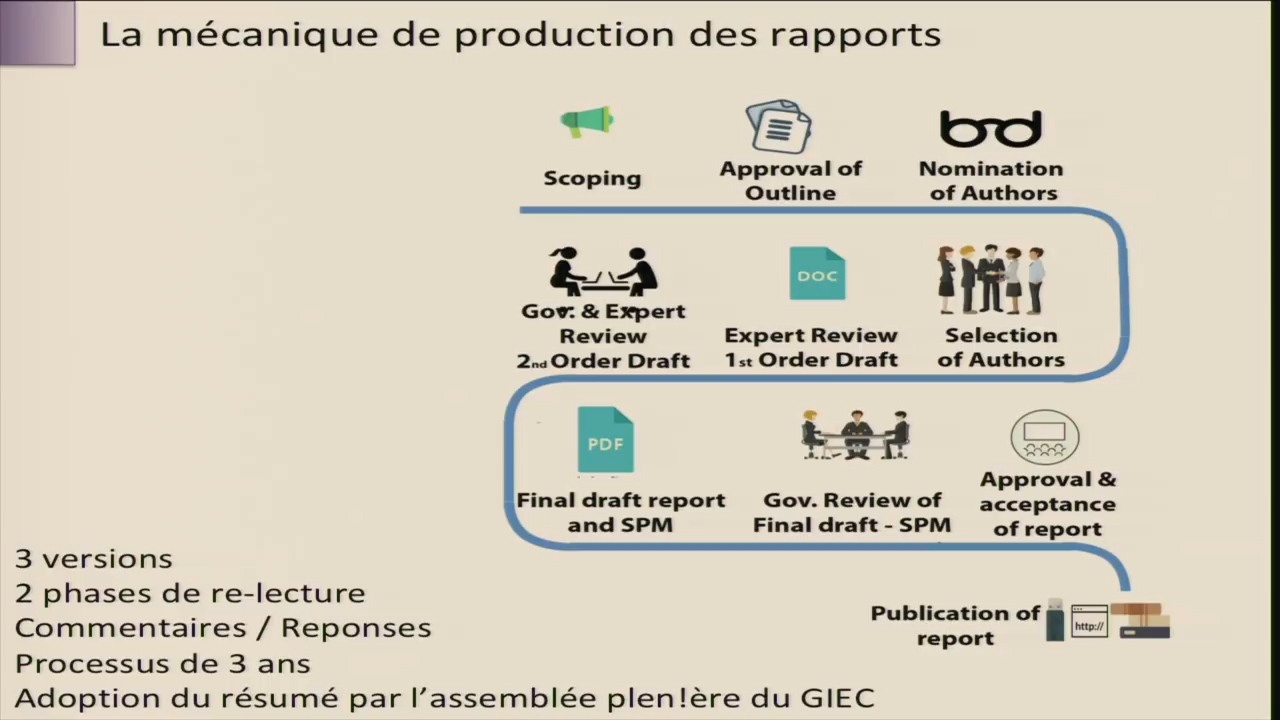 La mécanique de production des rapports
Scoping
Approval of
Outline
Nomination
of Authors
Gov. & Expert
Review
2nd Order Draft
DOC
Expert Review
1st Order Draft
Selection
of Authors
PDF
Final draft report
and SPM
Gov. Review of
Final draft - SPM
Approval &
acceptance
of report
Publication of
report
http://
3 versions
2 phases de re-lecture
Commentaires / Reponses
Processus de 3 ans
Adoption du résumé par l’assemblée plen!ère du GIEC